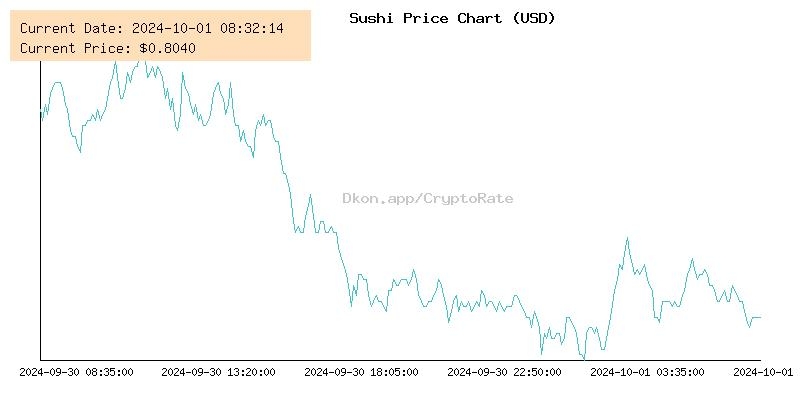 Sushi Price Chart (USD)
Current Date: 2024-10-01 08:32:14
Current Price: $0.8040
Dkon.app/CryptoRate
2024-09-30 08:35:00 2024-09-30 13:20:00 2024-09-30 18:05:00 2024-09-30 22:50:00 2024-10-01 03:35:00 2024-10-01